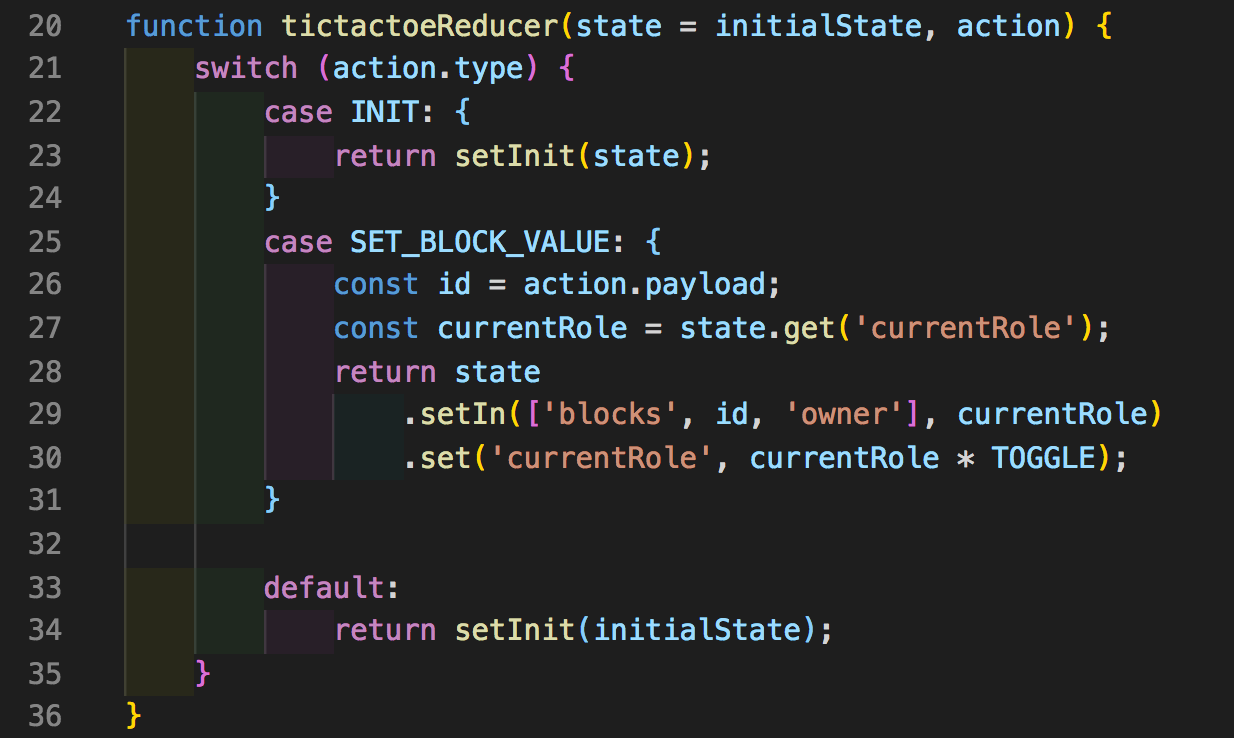 20 function tictactoeReducer(state = initialState, action) {
21     switch (action.type) {
22         case INIT: {
23             return setInit(state);
24         }
25         case SET_BLOCK_VALUE: {
26             const id = action.payload;
27             const currentRole = state.get('currentRole');
28             return state
29                 .setIn(['blocks', id, 'owner'], currentRole)
30                 .set('currentRole', currentRole * TOGGLE);
31         }
32
33         default:
34             return setInit(initialState);
35     }
36 }